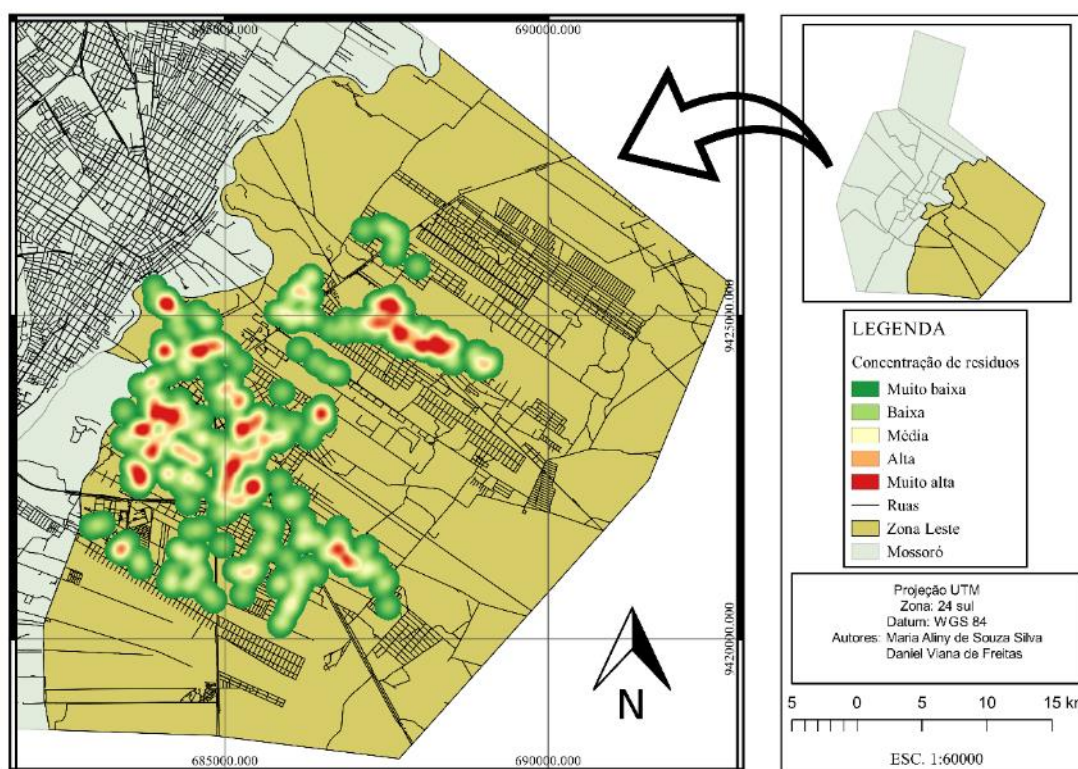 685000.000
690000.000
9425000.000
9420000.000
N
685000.000
690000.000
LEGENDA
Concentração de resíduos
Muito baixa
Baixa
Média
Alta
Muito alta
Ruas
Zona Leste
Mossoró
Projeção UTM
Zona: 24 sul
Datum: WGS 84
Autores: Maria Aliny de Souza Silva
Daniel Viana de Freitas
5 0 5 10 15 km
ESC. 1:60000